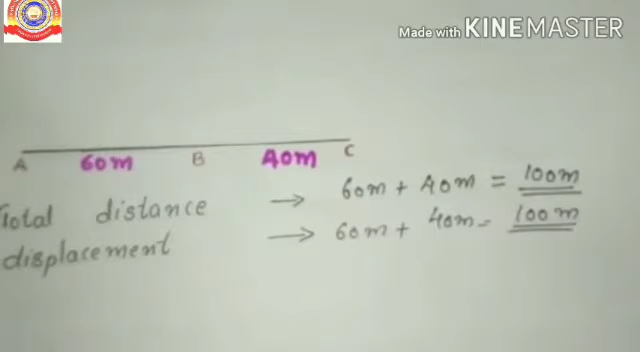 Made with KINEMASTER
A 60m B 40m C
Total distance → 60m + 40m = 100m
displacement → 60m + 40m = 100m